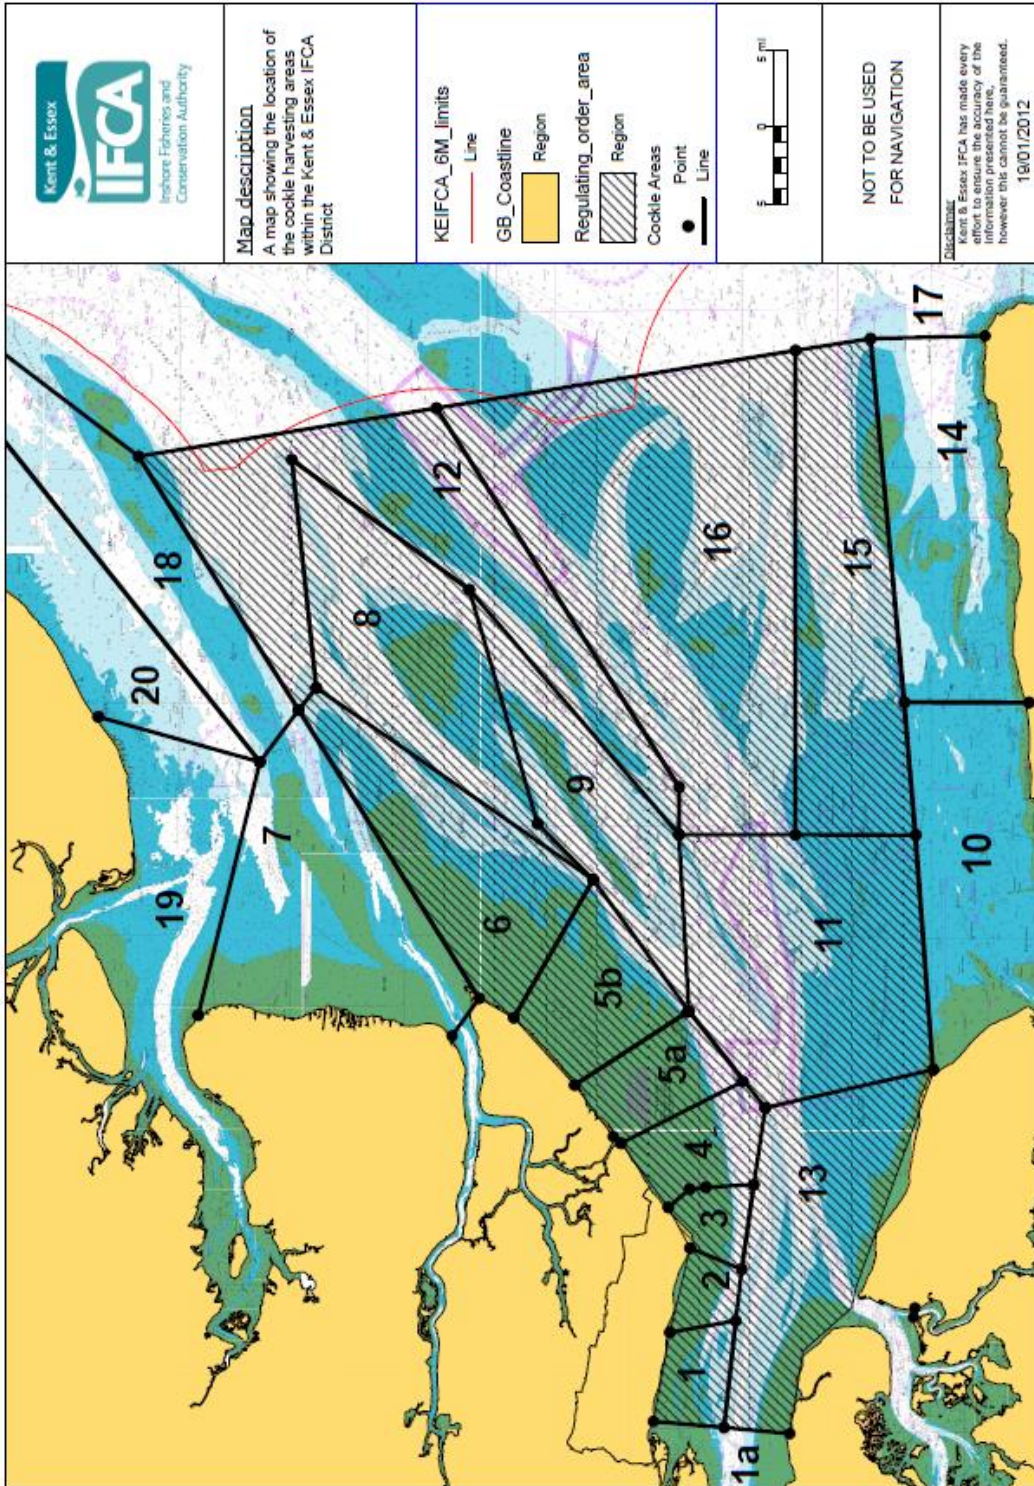 Kent & Essex
IFCA
Inshore Fisheries and
Conservation Authority
Map description
A map showing the location of
the cockle harvesting areas
within the Kent & Essex IFCA
District
KEIFCA_6M_limits
Line
GB_Coastline
Region
Regulating_order_area
Region
Cockle Areas
Point
Line
5
0
5 mi
NOT TO BE USED
FOR NAVIGATION
Disclaimer
Kent & Essex IFCA has made every
effort to ensure the accuracy of the
information presented here,
however this cannot be guaranteed.
19/01/2012
20
18
19
7
8
12
6
9
16
17
5b
5a
15
14
4
3
2
11
10
13
1
1a